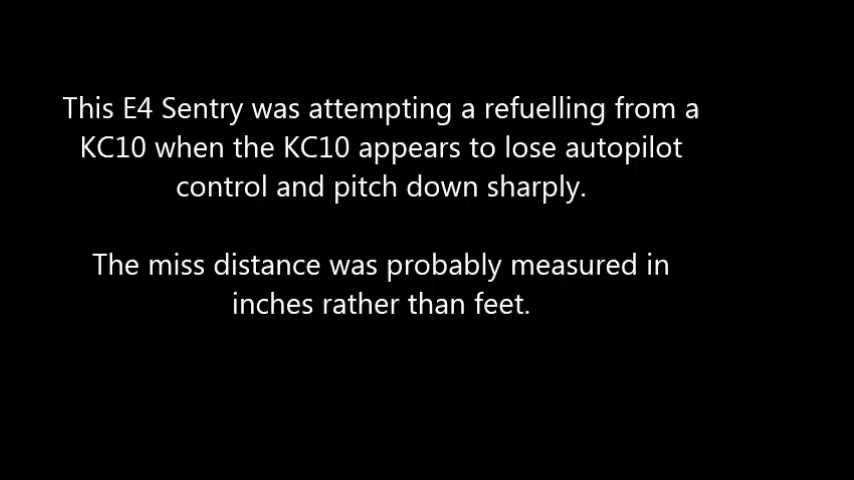 This E4 Sentry was attempting a refuelling from a
KC10 when the KC10 appears to lose autopilot
control and pitch down sharply.
The miss distance was probably measured in
inches rather than feet.